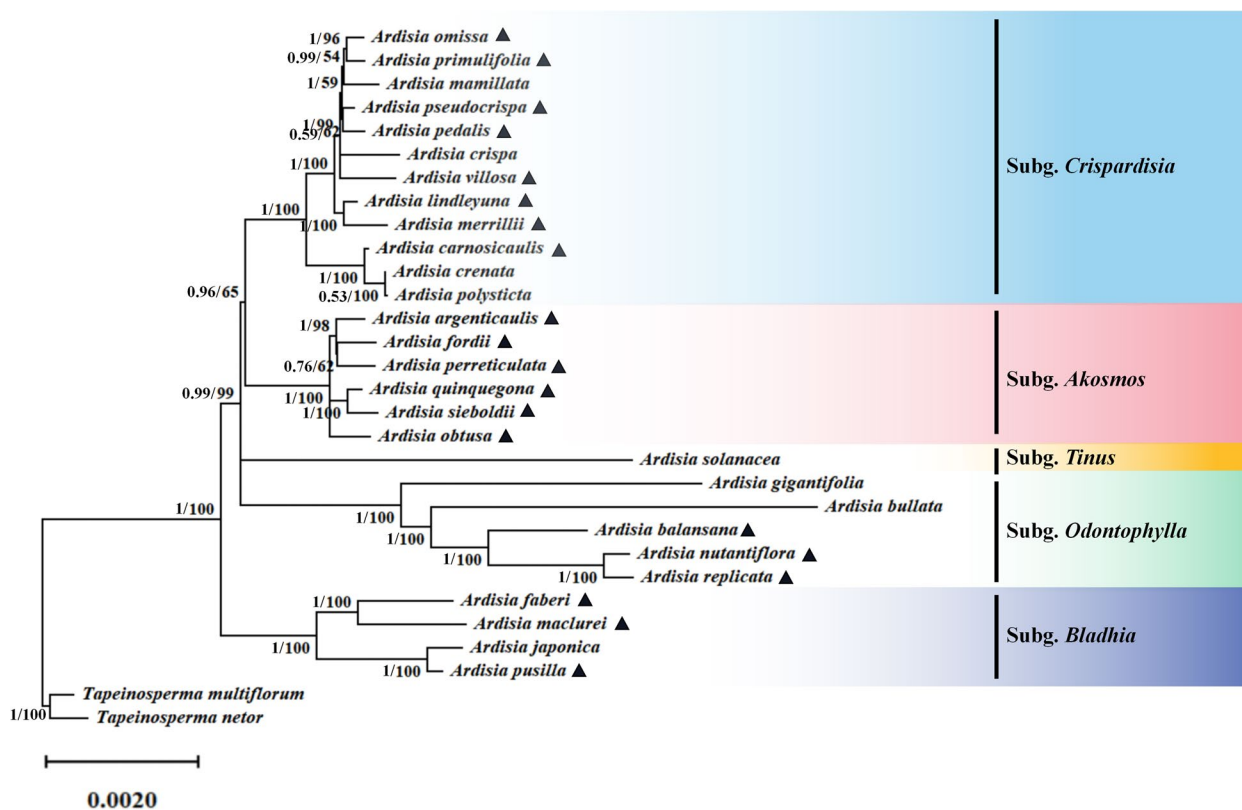 1/96
Ardisia omissa ▲
0.99/54
Ardisia primulifolia ▲
1/59
Ardisia mamillata
Ardisia pseudocrispa ▲
1/99
0.59/62
Ardisia pedalis ▲
Ardisia crispa
1/100
Ardisia villosa ▲
Subg. Crispardisia
Ardisia lindleyuna ▲
1/100
1/100
Ardisia merrillii ▲
Ardisia carnosicaulis ▲
1/100
Ardisia crenata
0.53/100
Ardisia polysticta
0.96/65
Ardisia argenticaulis ▲
1/98
Ardisia fordii ▲
0.76/62
Ardisia perreticulata ▲
Subg. Akosmos
0.99/99
Ardisia quinquegona ▲
1/100
1/100
Ardisia sieboldii ▲
Ardisia obtusa ▲
Ardisia solanacea
Subg. Tinus
Ardisia gigantifolia
1/100
1/100
Ardisia bullata
Ardisia balansana ▲
Subg. Odontophylla
1/100
1/100
Ardisia nutantiflora ▲
1/100
Ardisia replicata ▲
1/100
Ardisia faberi ▲
Ardisia maclurei ▲
1/100
Subg. Bladhia
Ardisia japonica
1/100
Ardisia pusilla ▲
Tapeinosperma multiflorum
1/100
Tapeinosperma netor
0.0020